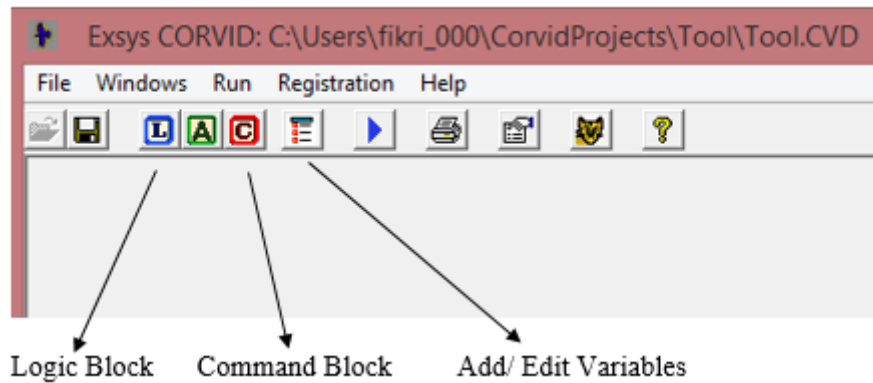 Exsys CORVID: C:\Users\fikri_000\CorvidProjects\Tool\Tool.CVD
File Windows Run Registration Help
L A C ?
Logic Block Command Block Add/ Edit Variables